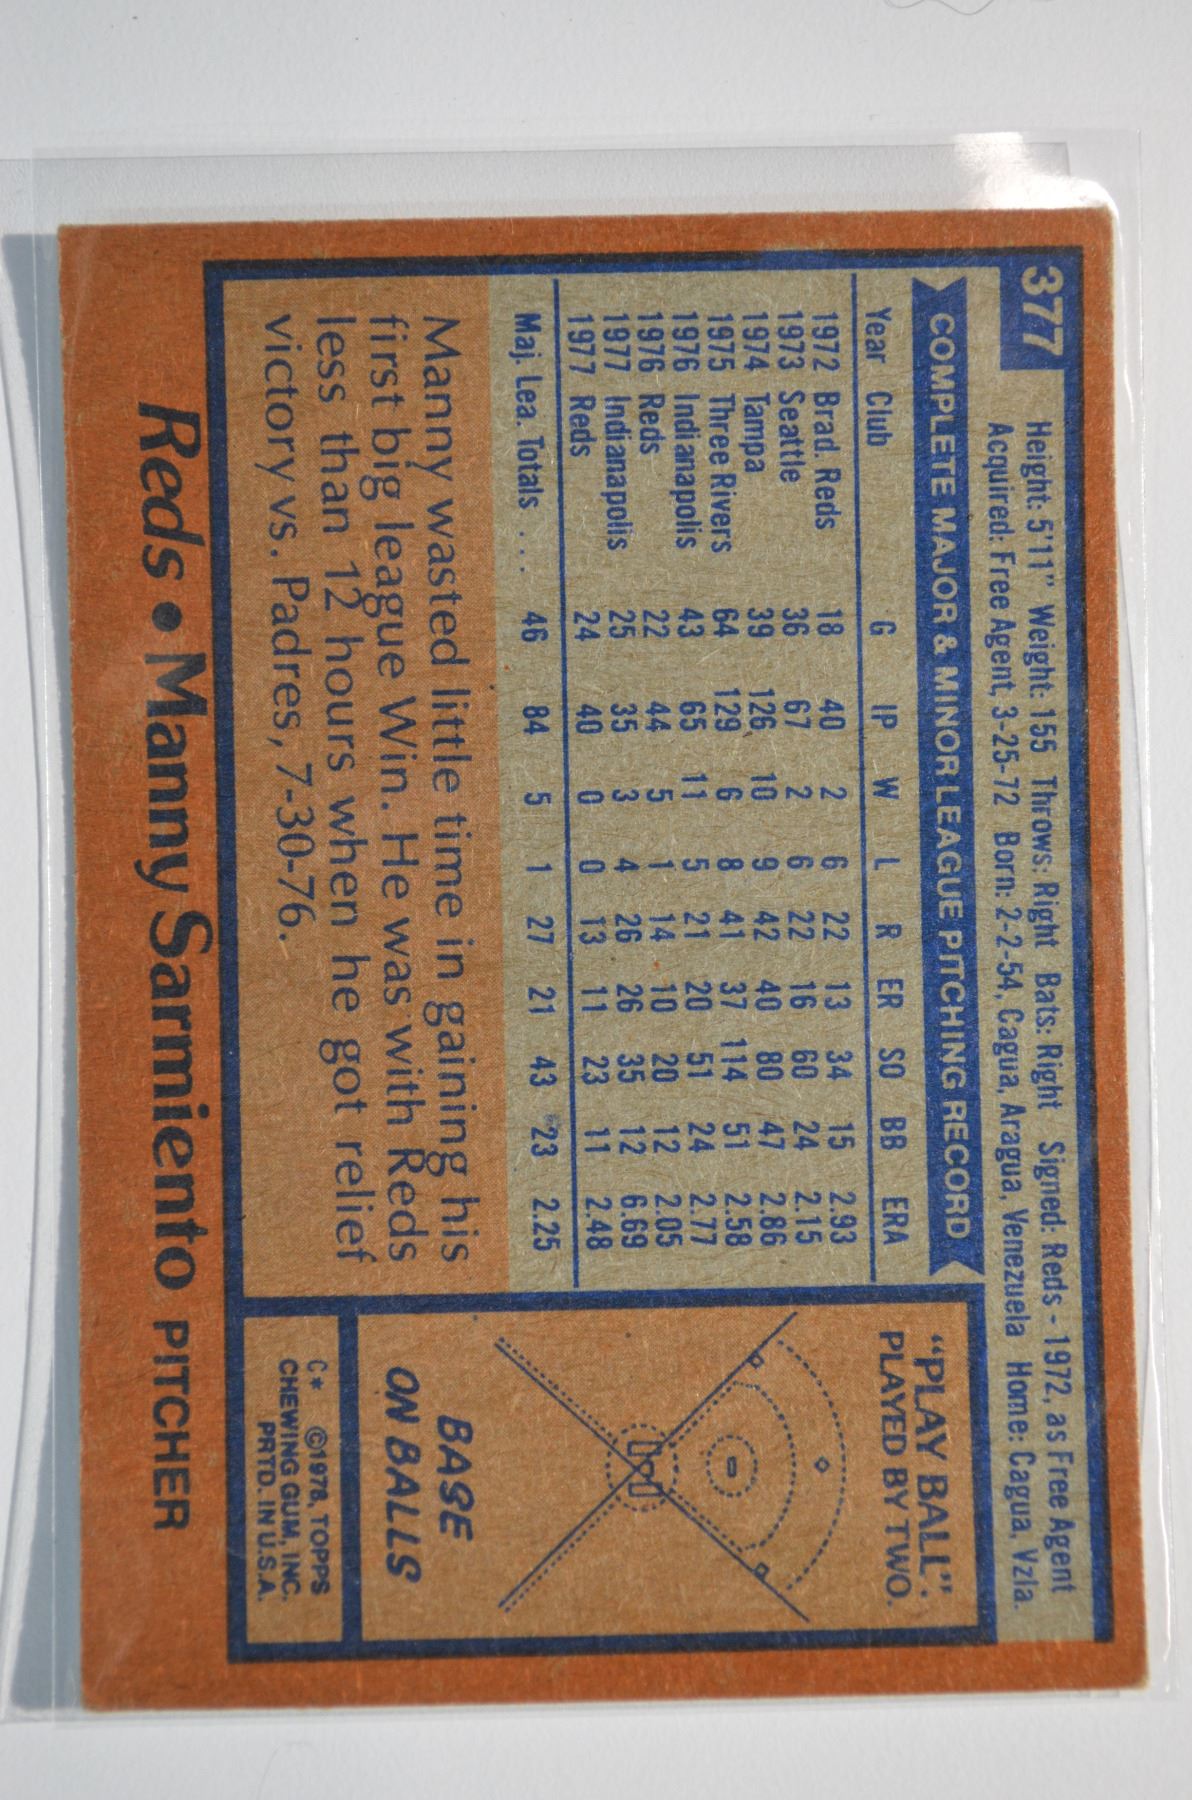 377
Height: 5'11" Weight: 155 Throws: Right Bats: Right Signed: Reds - 1972, as Free Agent
Acquired: Free Agent, 3-25-72 Born: 2-2-54, Cagua, Aragua, Venezuela Home: Cagua, Vzla.
COMPLETE MAJOR & MINOR LEAGUE PITCHING RECORD
Year Club G IP W L R ER SO BB ERA
1972 Brad. Reds 18 40 2 6 22 13 34 15 2.93
1973 Seattle 36 67 2 6 22 16 60 24 2.15
1974 Tampa 39 126 10 9 42 40 80 47 2.86
1975 Three Rivers 64 129 6 8 41 37 114 51 2.58
1976 Indianapolis 43 65 11 5 21 20 51 24 2.77
1976 Reds 22 44 5 1 14 10 20 12 2.05
1977 Indianapolis 25 35 3 4 26 26 35 12 6.69
1977 Reds 24 40 0 0 13 11 23 11 2.48
Maj. Lea. Totals ... 46 84 5 1 27 21 43 23 2.25
Manny wasted little time in gaining his
first big league Win. He was with Reds
less than 12 hours when he got relief
victory vs. Padres, 7-30-76.
"PLAY BALL":
PLAYED BY TWO.
BASE
ON BALLS
C* ©1978, TOPPS
CHEWING GUM, INC.
PRTD. IN U.S.A.
Reds • Manny Sarmiento PITCHER